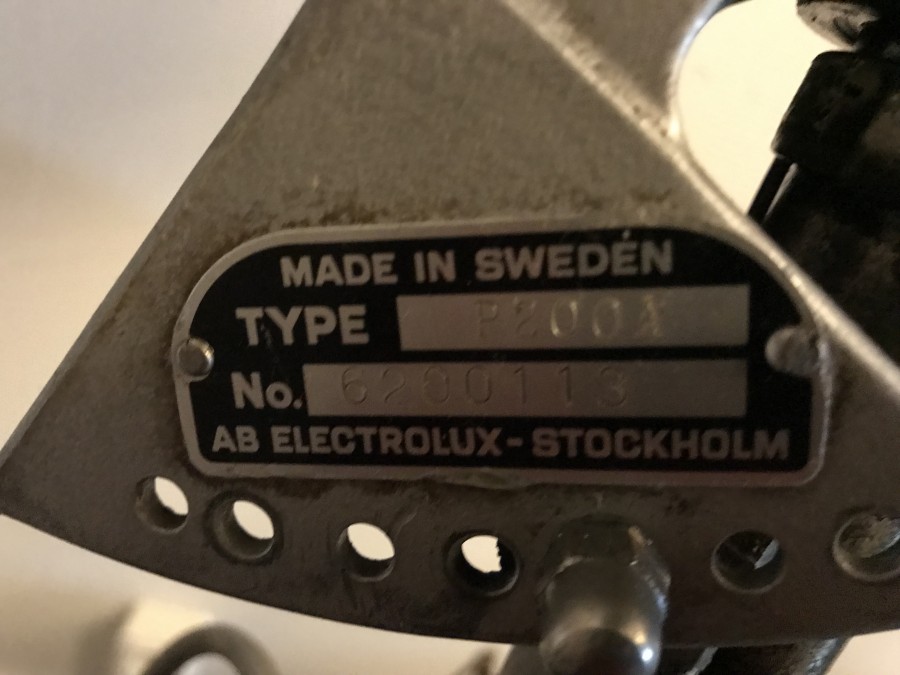 MADE IN SWEDEN
TYPE P200A
No. 6200113
AB ELECTROLUX-STOCKHOLM